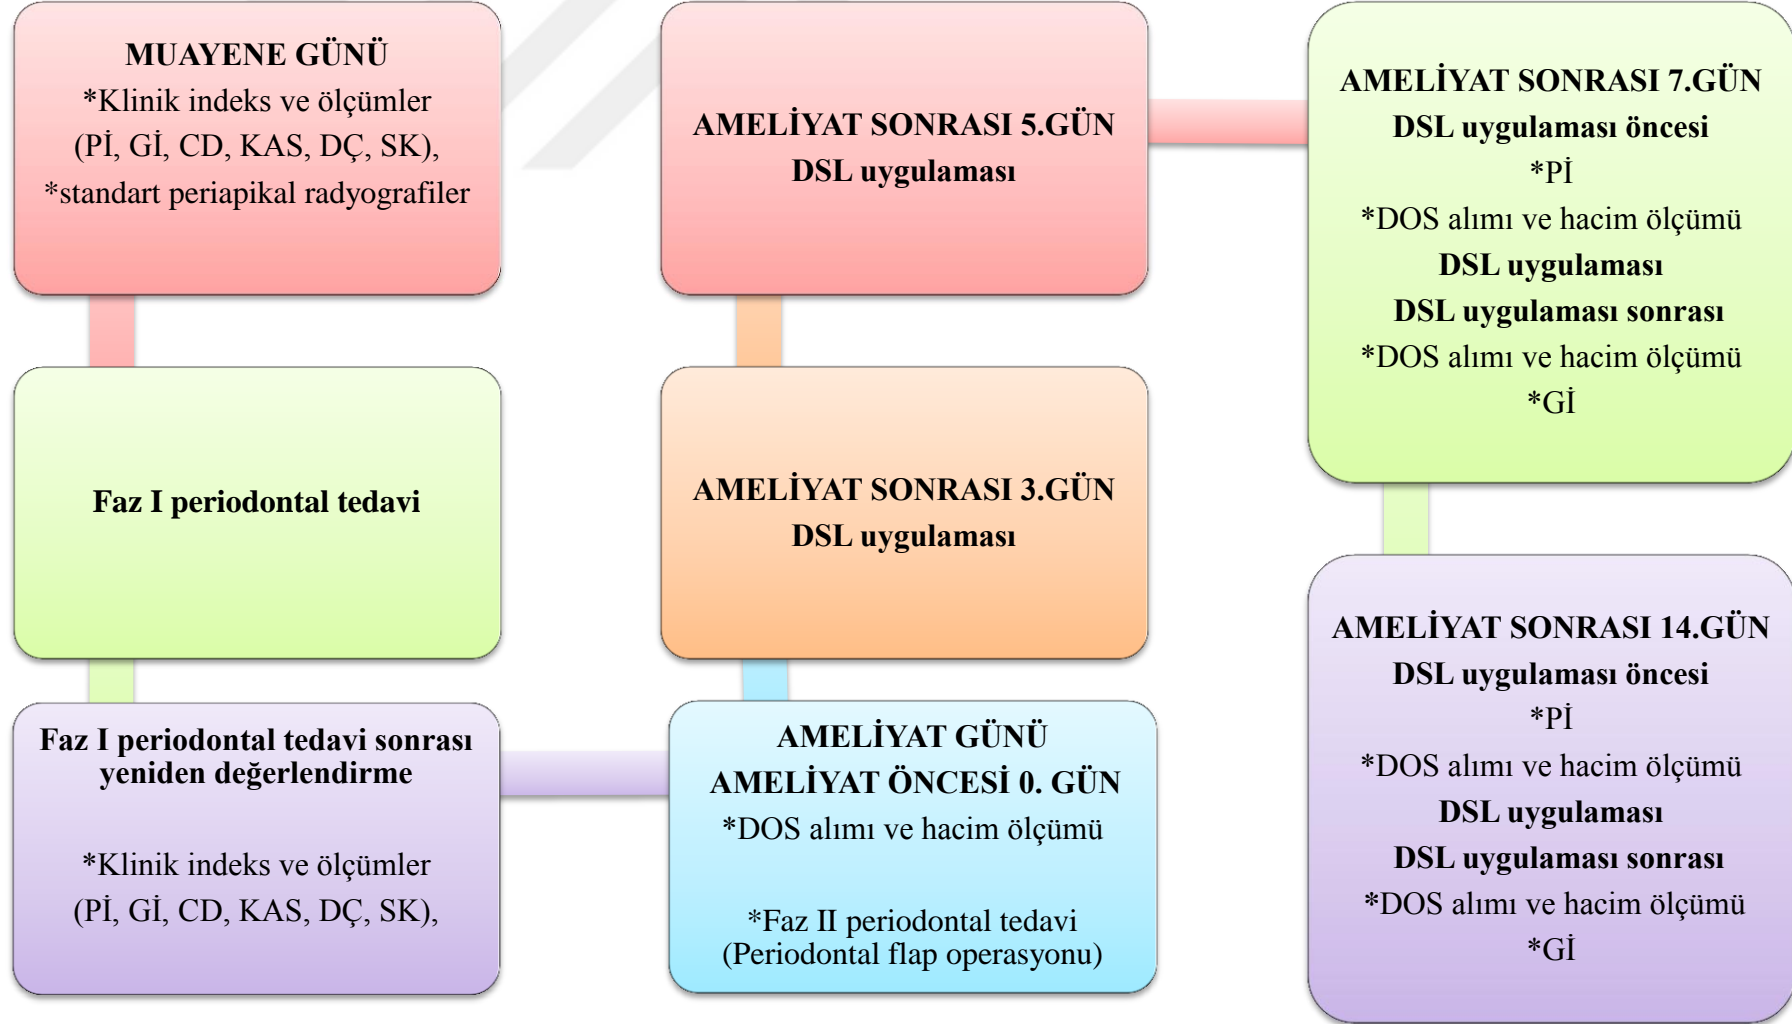 MUAYENE GÜNÜ
*Klinik indeks ve ölçümler
(Pİ, Gİ, CD, KAS, DÇ, SK),
*standart periapikal radyografiler
Faz I periodontal tedavi
Faz I periodontal tedavi sonrası
yeniden değerlendirme
*Klinik indeks ve ölçümler
(Pİ, Gİ, CD, KAS, DÇ, SK),
AMELİYAT GÜNÜ
AMELİYAT ÖNCESİ 0. GÜN
*DOS alımı ve hacim ölçümü
*Faz II periodontal tedavi
(Periodontal flap operasyonu)
AMELİYAT SONRASI 3.GÜN
DSL uygulaması
AMELİYAT SONRASI 5.GÜN
DSL uygulaması
AMELİYAT SONRASI 7.GÜN
DSL uygulaması öncesi
*Pİ
*DOS alımı ve hacim ölçümü
DSL uygulaması
DSL uygulaması sonrası
*DOS alımı ve hacim ölçümü
*Gİ
AMELİYAT SONRASI 14.GÜN
DSL uygulaması öncesi
*Pİ
*DOS alımı ve hacim ölçümü
DSL uygulaması
DSL uygulaması sonrası
*DOS alımı ve hacim ölçümü
*Gİ